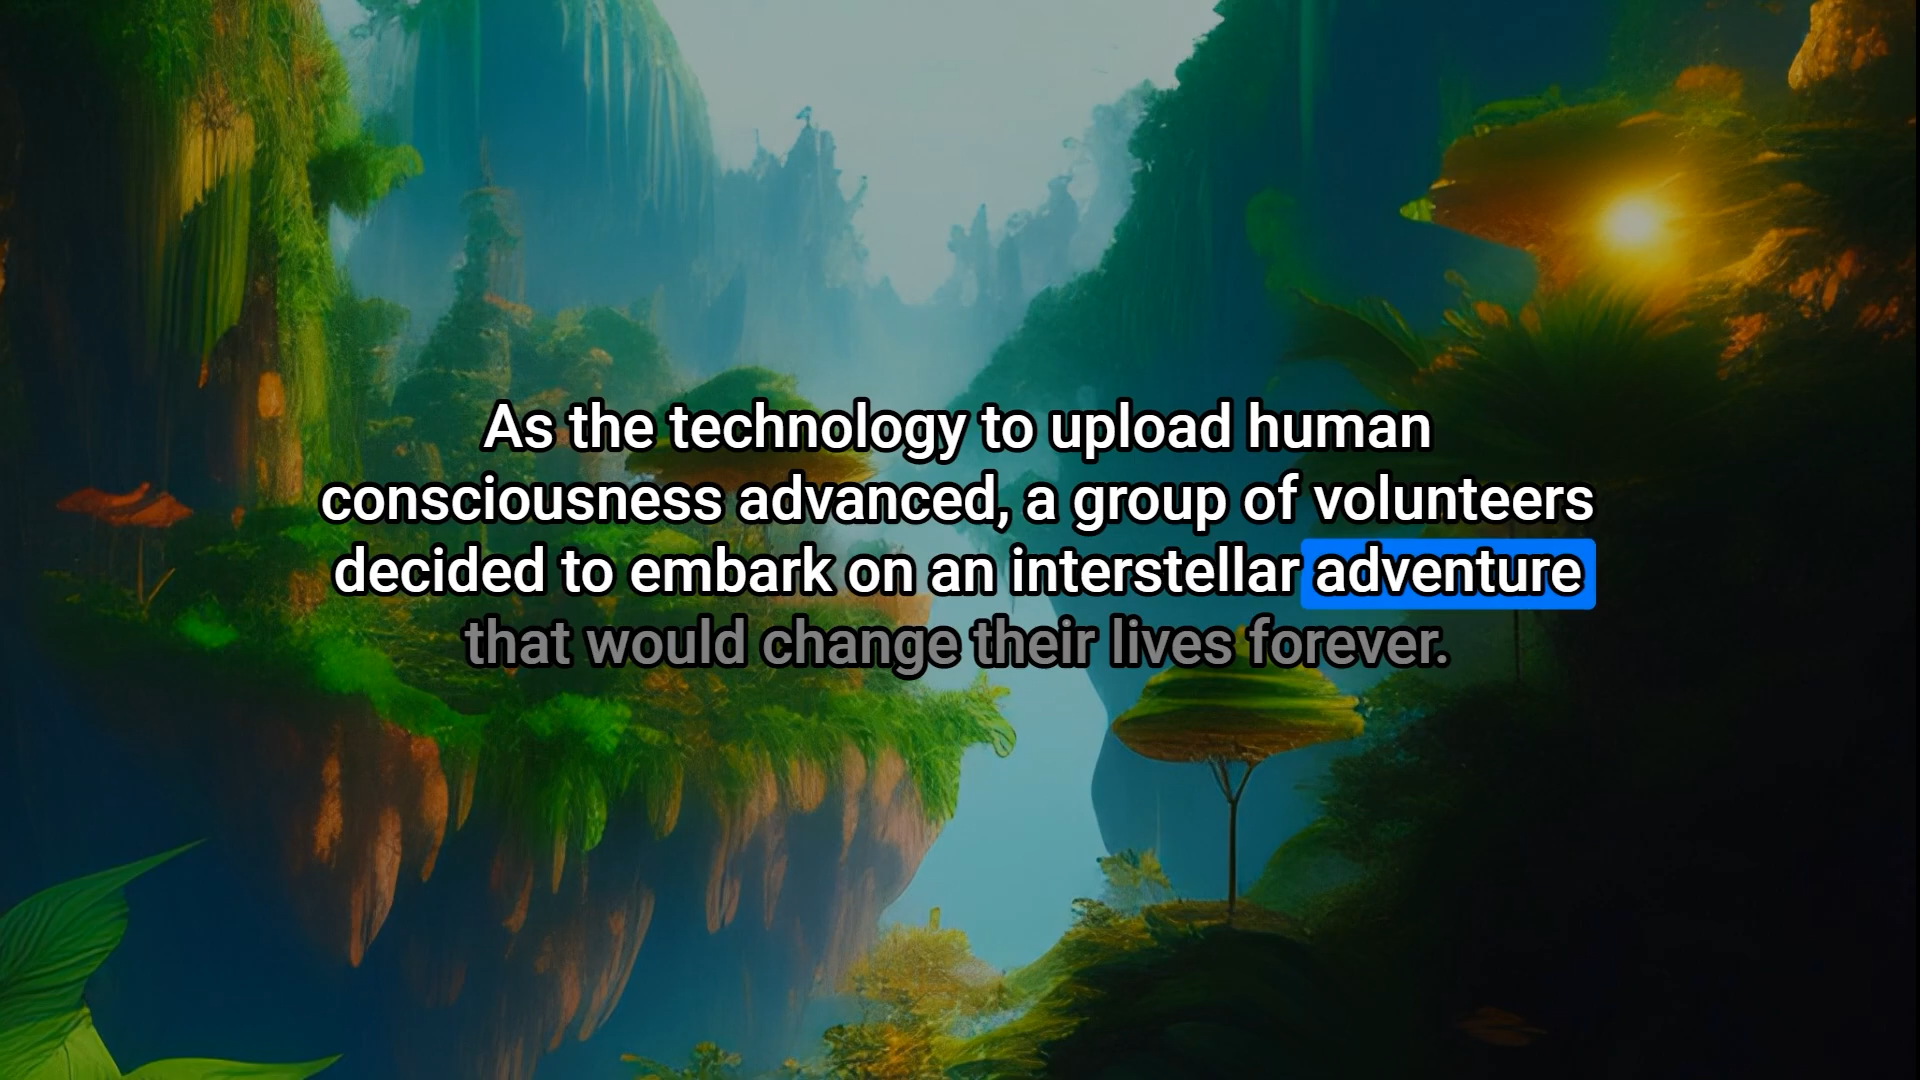 As the technology to upload human
consciousness advanced, a group of volunteers
decided to embark on an interstellar adventure
that would change their lives forever.